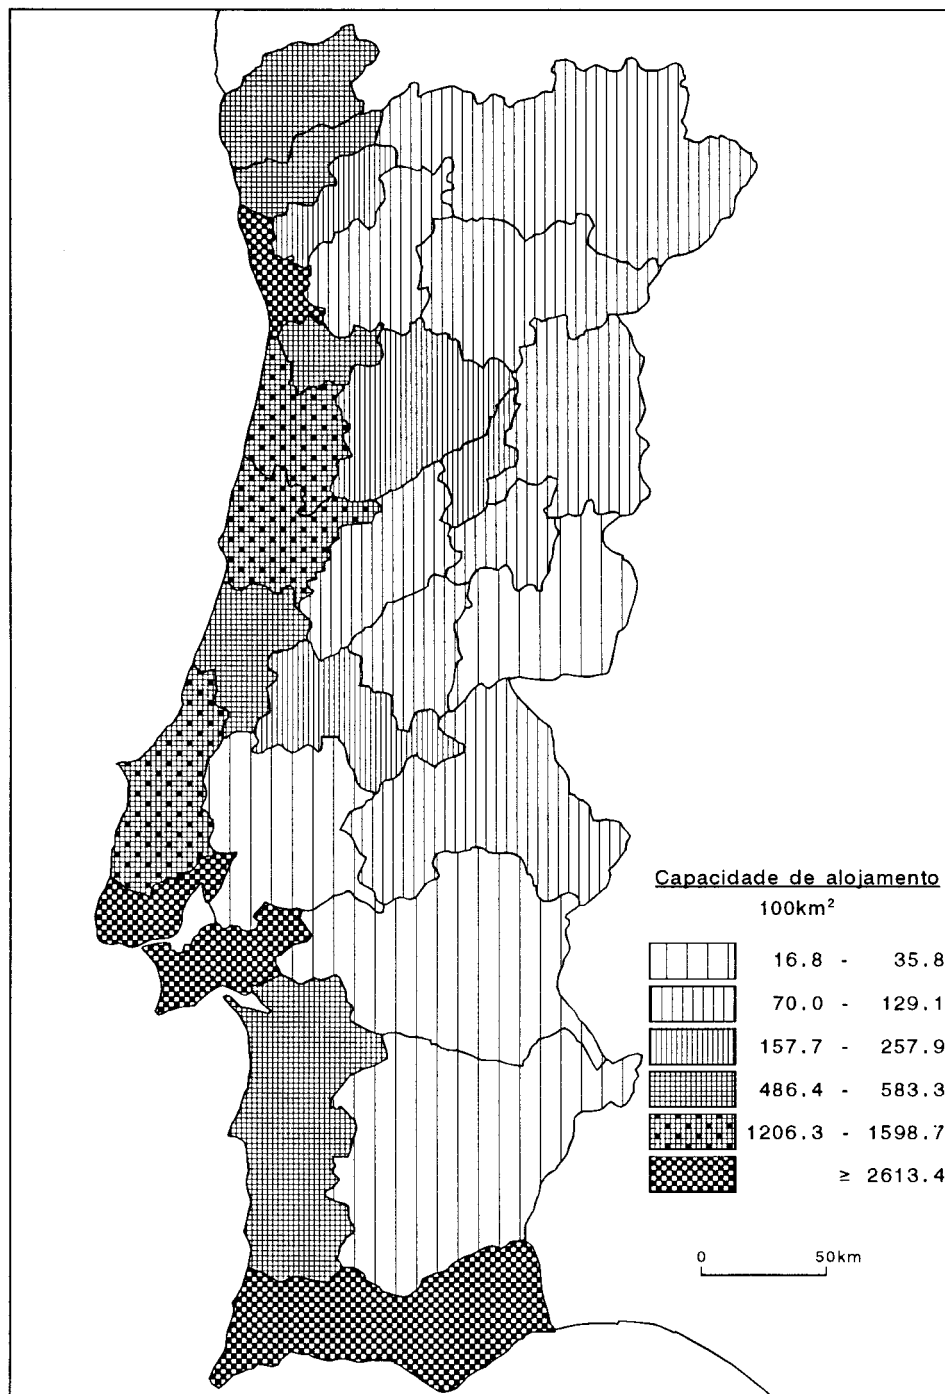 Capacidade de alojamento
100km²
16.8 - 35.8
70.0 - 129.1
157.7 - 257.9
486.4 - 583.3
1206.3 - 1598.7
≥ 2613.4
0 50km